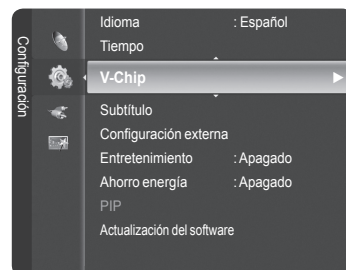 Configuración
Idioma : Español
Tiempo
V-Chip
Subtítulo
Configuración externa
Entretenimiento : Apagado
Ahorro energía : Apagado
PIP
Actualización del software